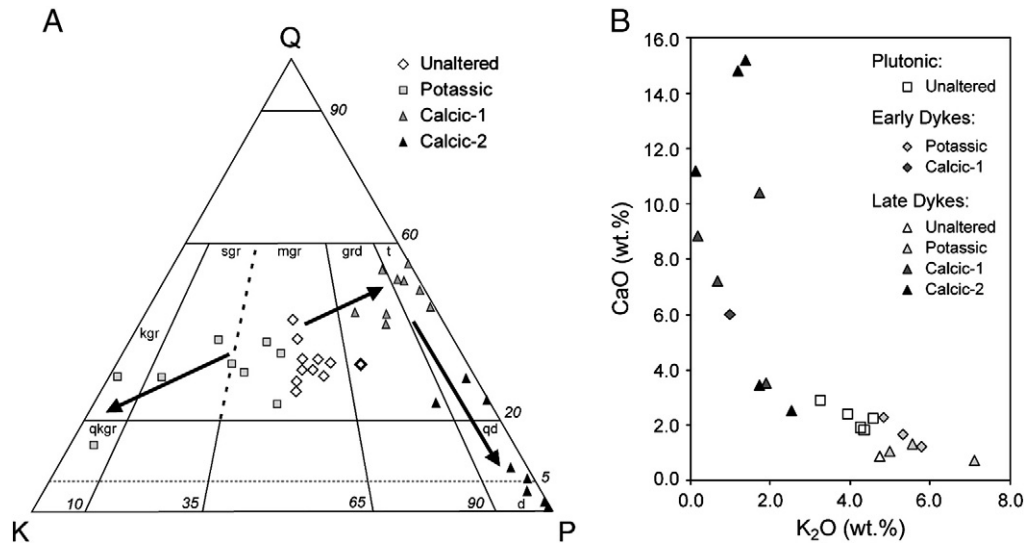 A
Q
Unaltered
Potassic
Calcic-1
Calcic-2
90
60
sgr
mgr
grd
t
kgr
20
qkgr
qd
5
10
35
65
90
d
K
P
B
16.0
14.0
12.0
10.0
8.0
6.0
4.0
2.0
0.0
CaO (wt.%)
Plutonic:
Unaltered
Early Dykes:
Potassic
Calcic-1
Late Dykes:
Unaltered
Potassic
Calcic-1
Calcic-2
0.0
2.0
4.0
6.0
8.0
K₂O (wt.%)